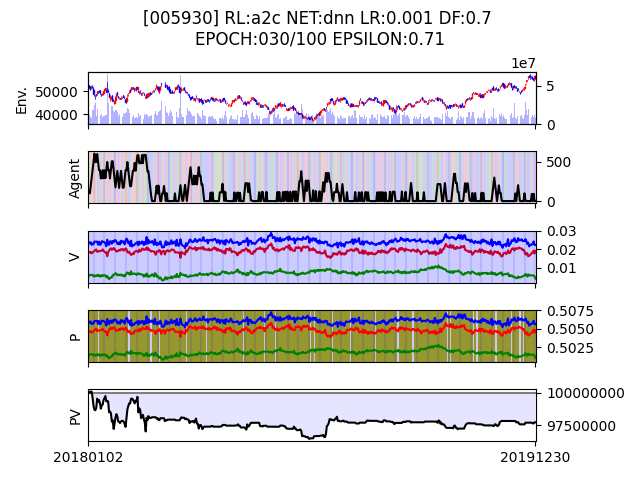 [005930] RL:a2c NET:dnn LR:0.001 DF:0.7
EPOCH:030/100 EPSILON:0.71
1e7
Env.
50000
40000
5
0
Agent
500
0
V
0.03
0.02
0.01
P
0.5075
0.5050
0.5025
PV
100000000
97500000
20180102
20191230